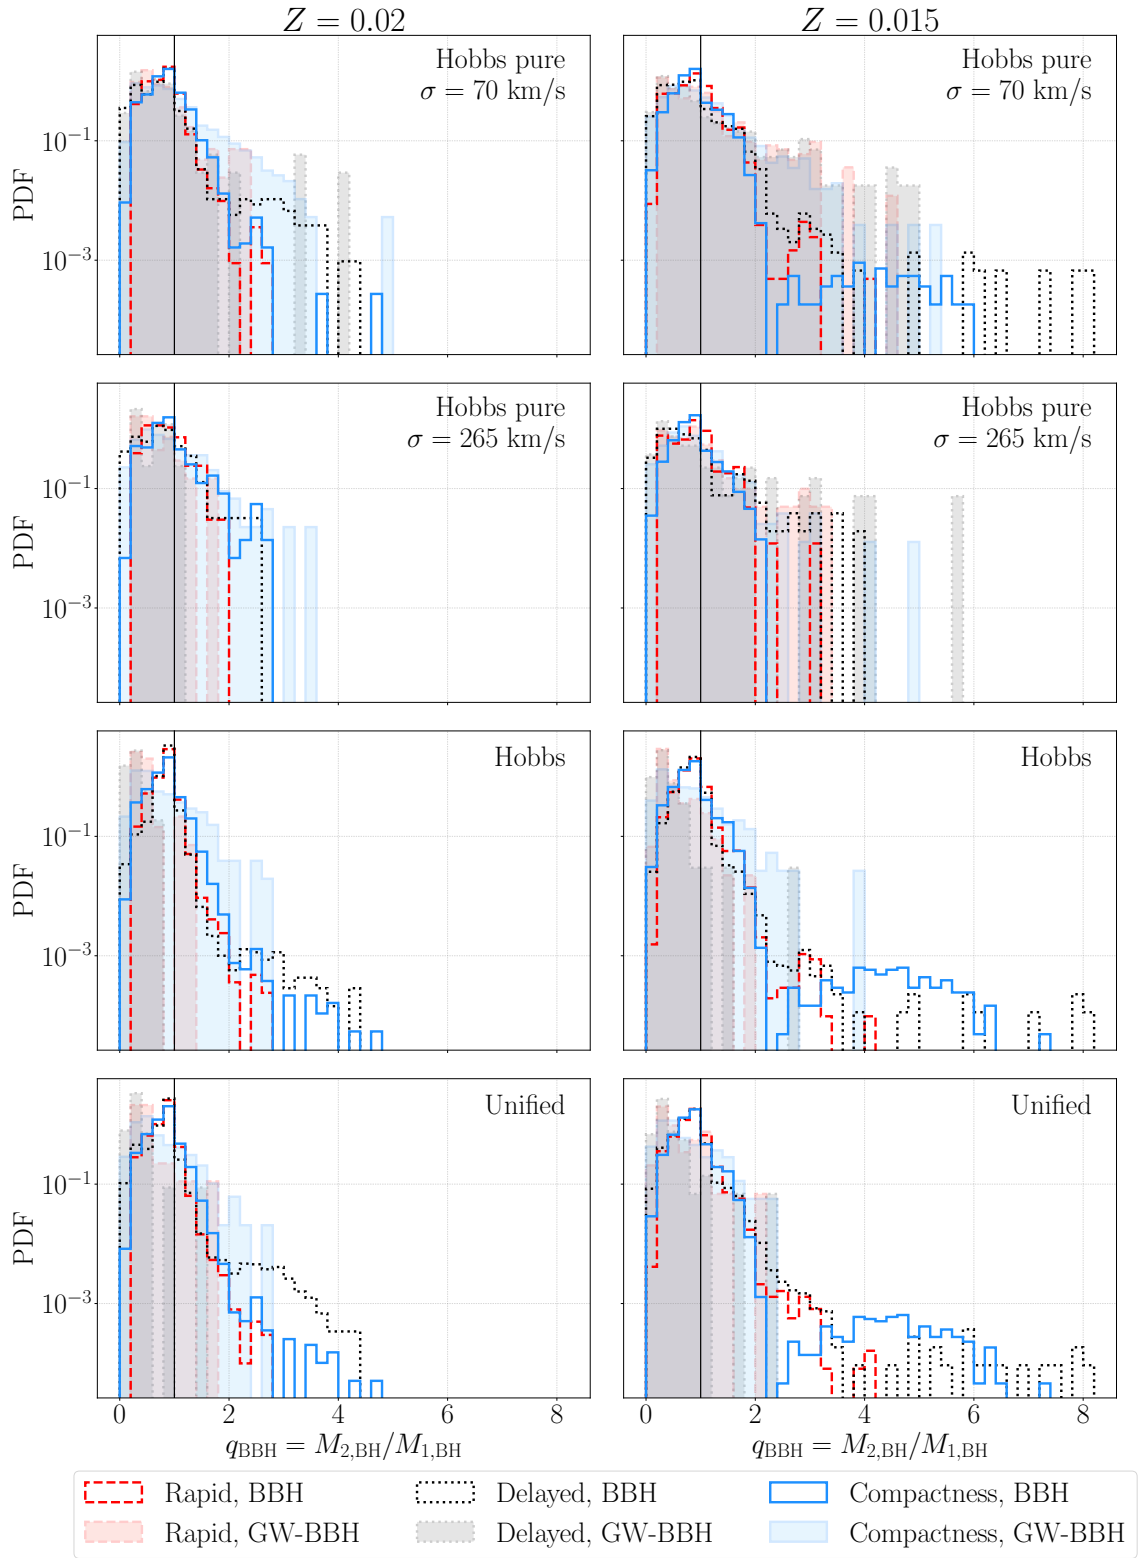 Z = 0.02
Z = 0.015
Hobbs pure
σ = 70 km/s
Hobbs pure
σ = 70 km/s
PDF
10⁻¹
10⁻³
Hobbs pure
σ = 265 km/s
Hobbs pure
σ = 265 km/s
PDF
10⁻¹
10⁻³
Hobbs
Hobbs
PDF
10⁻¹
10⁻³
Unified
Unified
PDF
10⁻¹
10⁻³
0 2 4 6 8
0 2 4 6 8
q_BBH = M_2,BH/M_1,BH
q_BBH = M_2,BH/M_1,BH
Rapid, BBH
Delayed, BBH
Compactness, BBH
Rapid, GW-BBH
Delayed, GW-BBH
Compactness, GW-BBH